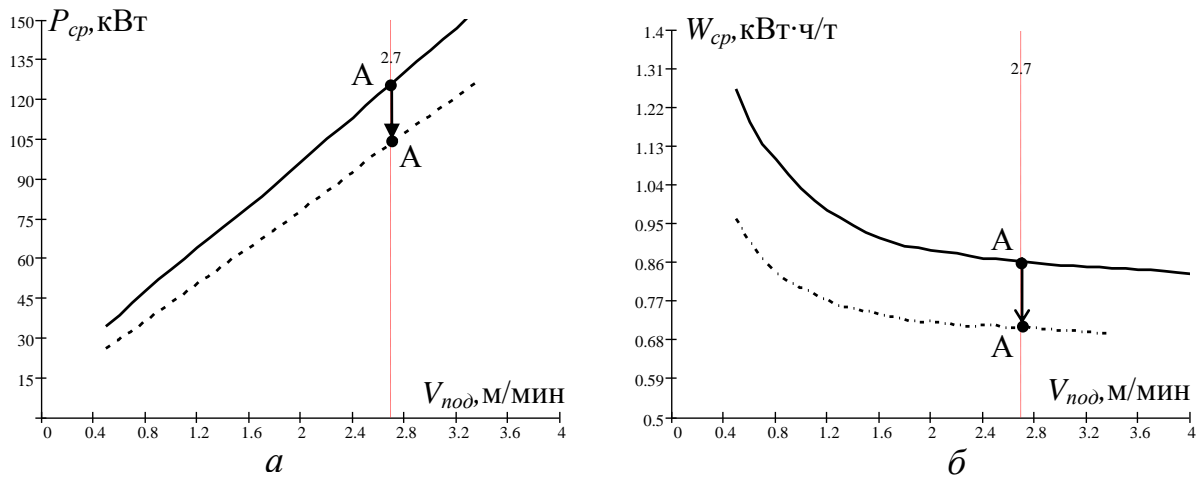 P_ср, кВт
150
135
120
105
90
75
60
45
30
15
2.7
А
А
V_под, м/мин
0 0.4 0.8 1.2 1.6 2 2.4 2.8 3.2 3.6 4
а
W_ср, кВт·ч/т
1.4
1.31
1.22
1.13
1.04
0.95
0.86
0.77
0.68
0.59
0.5
2.7
А
А
V_под, м/мин
0 0.4 0.8 1.2 1.6 2 2.4 2.8 3.2 3.6 4
б